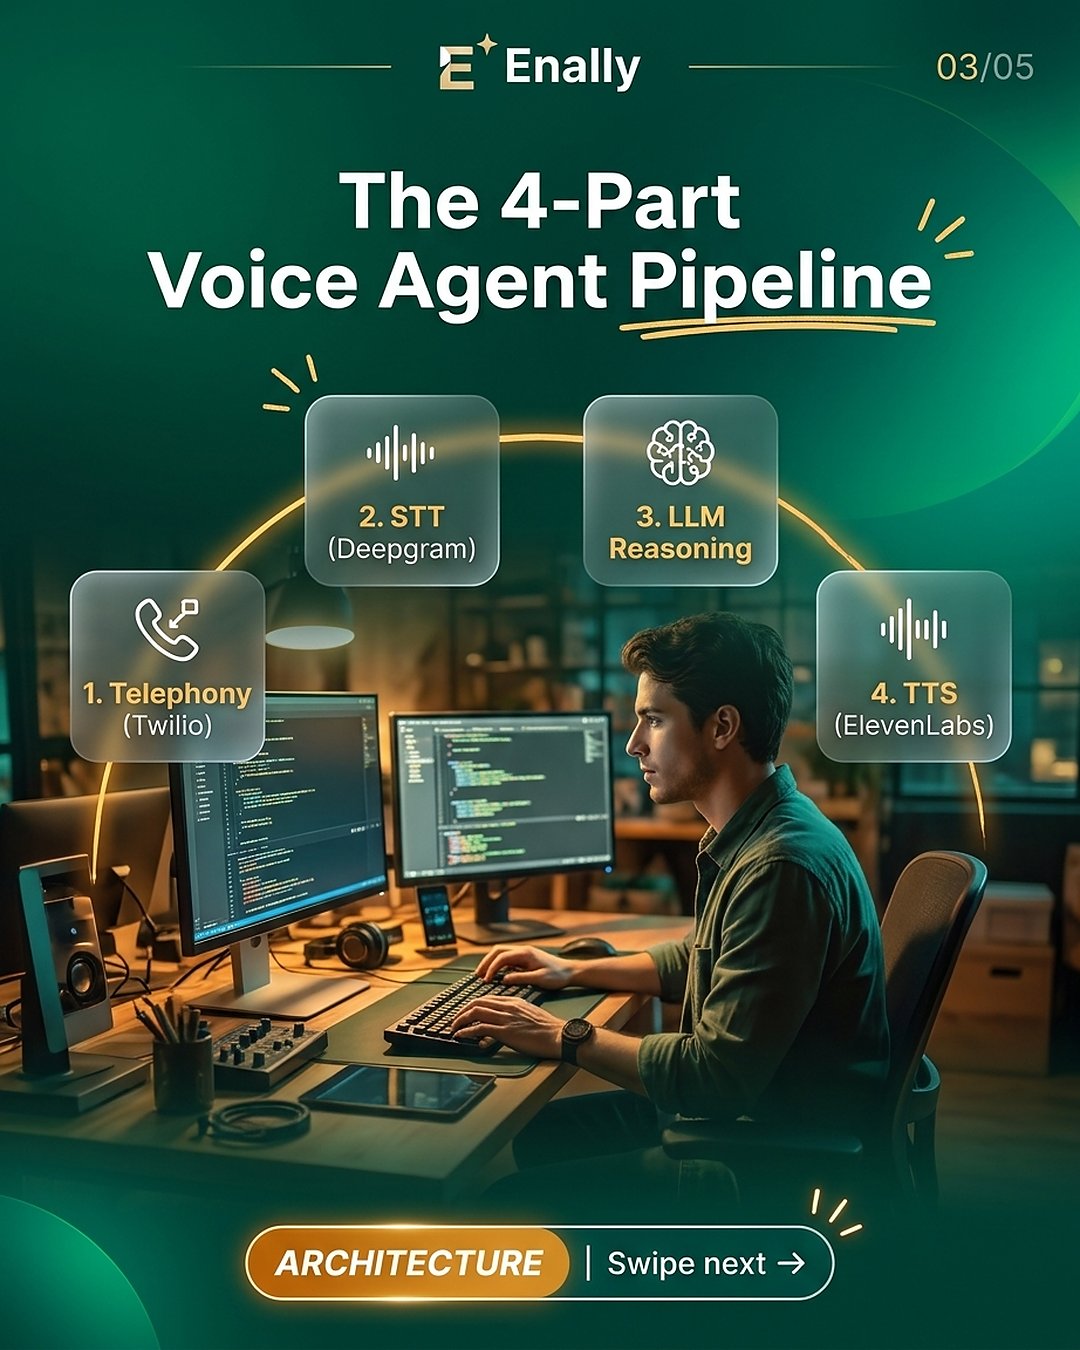 Enally
03/05
The 4-Part
Voice Agent Pipeline
2. STT
(Deepgram)
3. LLM
Reasoning
1. Telephony
(Twilio)
4. TTS
(ElevenLabs)
ARCHITECTURE | Swipe next →